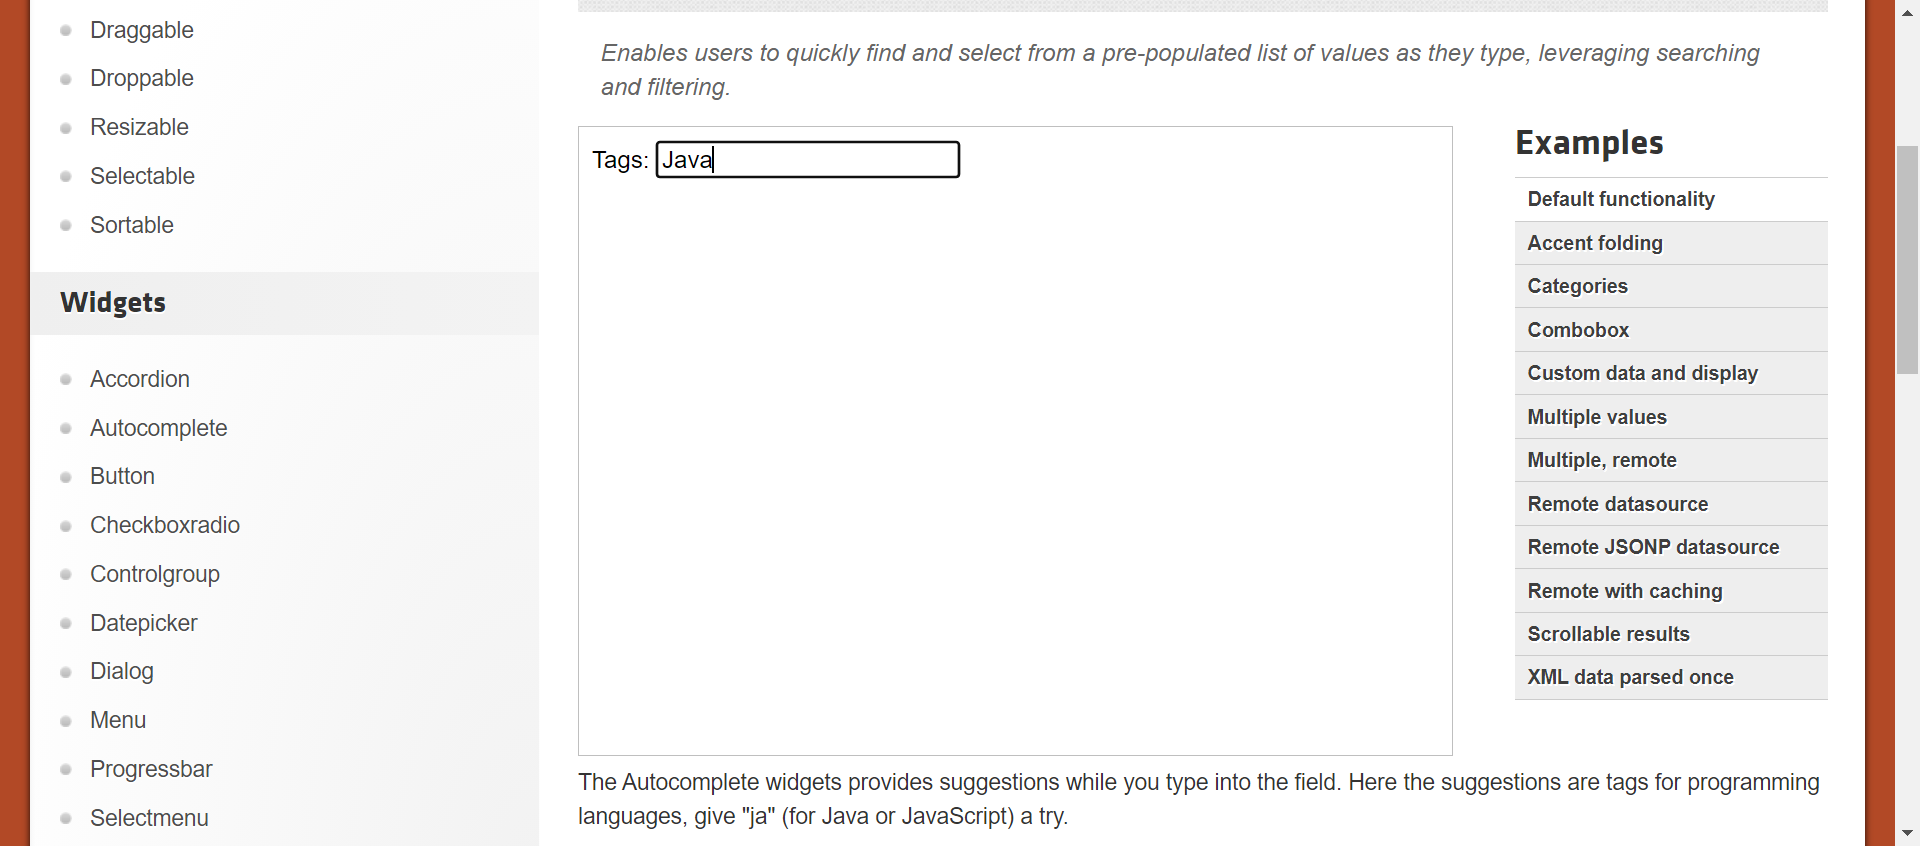 Draggable
Droppable
Resizable
Selectable
Sortable
Widgets
Accordion
Autocomplete
Button
Checkboxradio
Controlgroup
Datepicker
Dialog
Menu
Progressbar
Selectmenu
Enables users to quickly find and select from a pre-populated list of values as they type, leveraging searching
and filtering.
Tags: Java
Examples
Default functionality
Accent folding
Categories
Combobox
Custom data and display
Multiple values
Multiple, remote
Remote datasource
Remote JSONP datasource
Remote with caching
Scrollable results
XML data parsed once
The Autocomplete widgets provides suggestions while you type into the field. Here the suggestions are tags for programming
languages, give "ja" (for Java or JavaScript) a try.